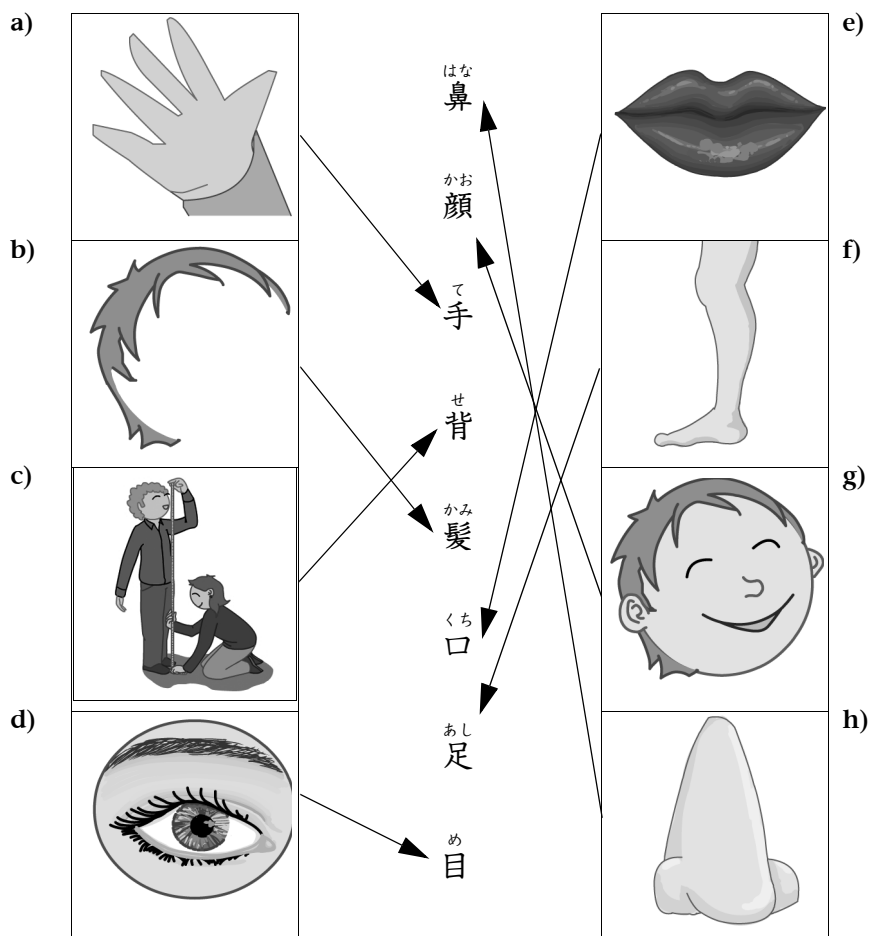 a)
b)
c)
d)
はな
鼻
かお
顔
て
手
せ
背
かみ
髪
くち
口
あし
足
め
目
e)
f)
g)
h)